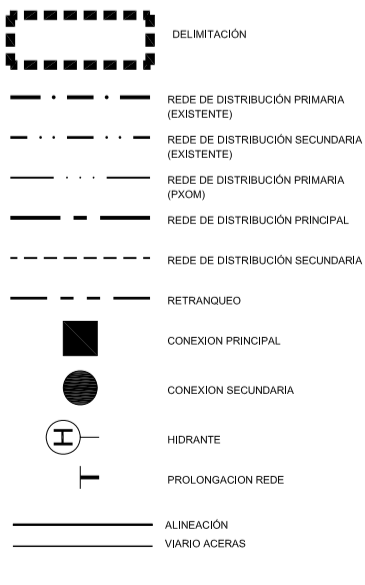 DELIMITACIÓN
REDE DE DISTRIBUCIÓN PRIMARIA
(EXISTENTE)
REDE DE DISTRIBUCIÓN SECUNDARIA
(EXISTENTE)
REDE DE DISTRIBUCIÓN PRIMARIA
(PXOM)
REDE DE DISTRIBUCIÓN PRINCIPAL
REDE DE DISTRIBUCIÓN SECUNDARIA
RETRANQUEO
CONEXION PRINCIPAL
CONEXION SECUNDARIA
H HIDRANTE
PROLONGACION REDE
ALINEACIÓN
VIARIO ACERAS